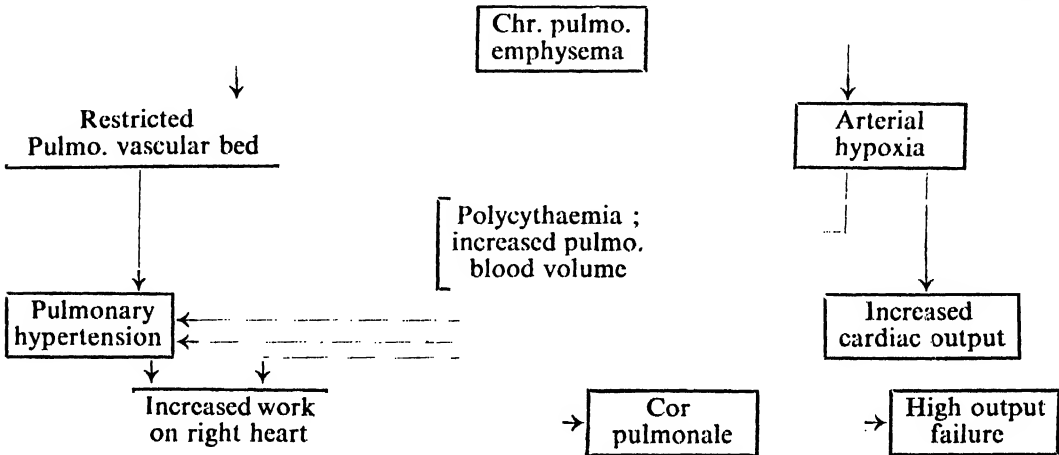 Chr. pulmo.
emphysema
Restricted
Pulmo. vascular bed
Arterial
hypoxia
Polycythaemia ;
increased pulmo.
blood volume
Pulmonary
hypertension
Increased
cardiac output
Increased work
on right heart
Cor
pulmonale
High output
failure